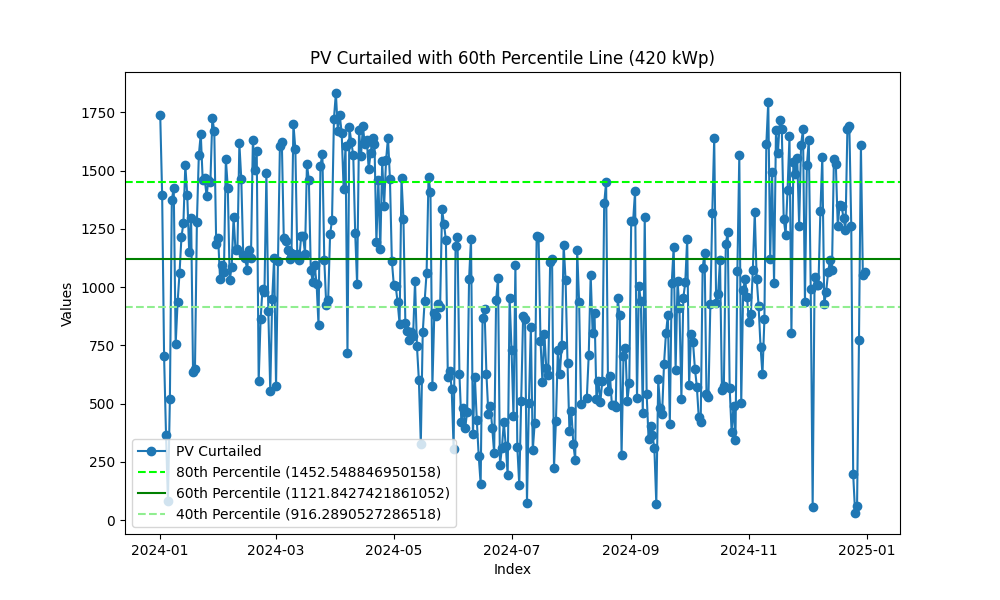 PV Curtailed with 60th Percentile Line (420 kWp)
Values
1750
1500
1250
1000
750
500
250
0
PV Curtailed
80th Percentile (1452.548846950158)
60th Percentile (1121.8427421861052)
40th Percentile (916.2890527286518)
2024-01
2024-03
2024-05
2024-07
2024-09
2024-11
2025-01
Index